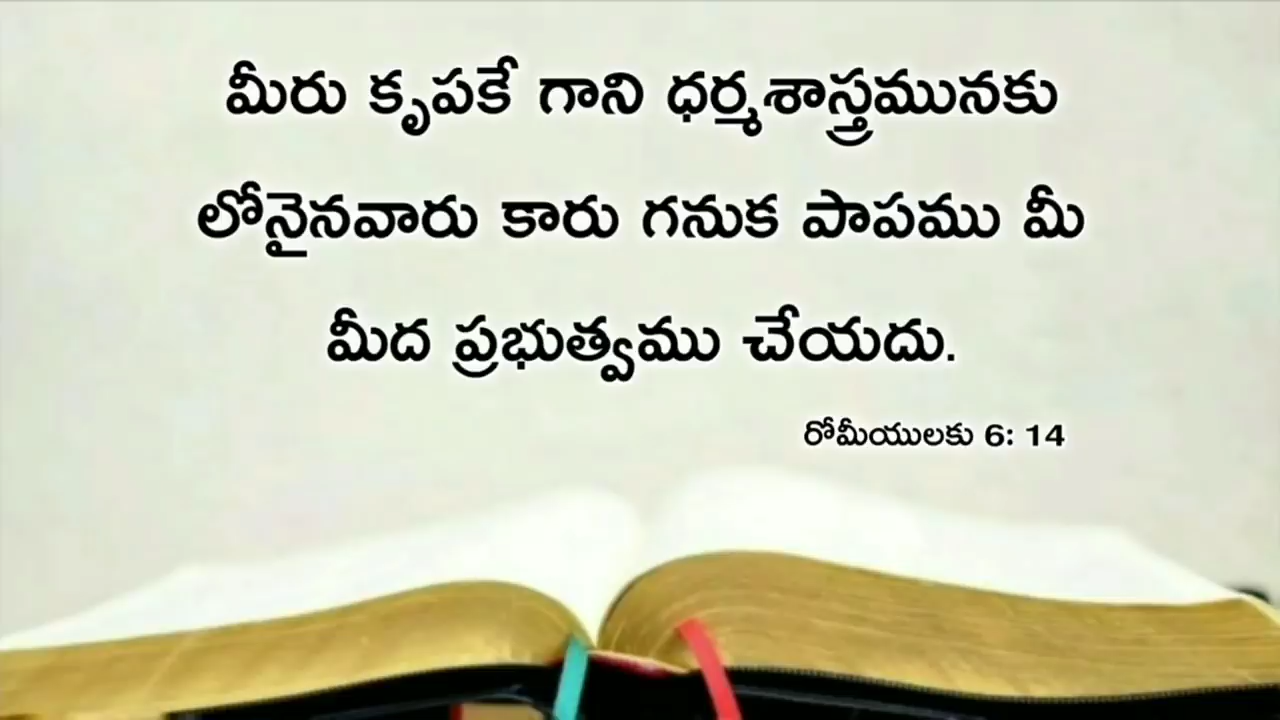 మీరు కృపకే గాని ధర్మశాస్త్రమునకు
లోనైనవారు కారు గనుక పాపము మీ
మీద ప్రభుత్వము చేయదు.
రోమీయులకు 6: 14